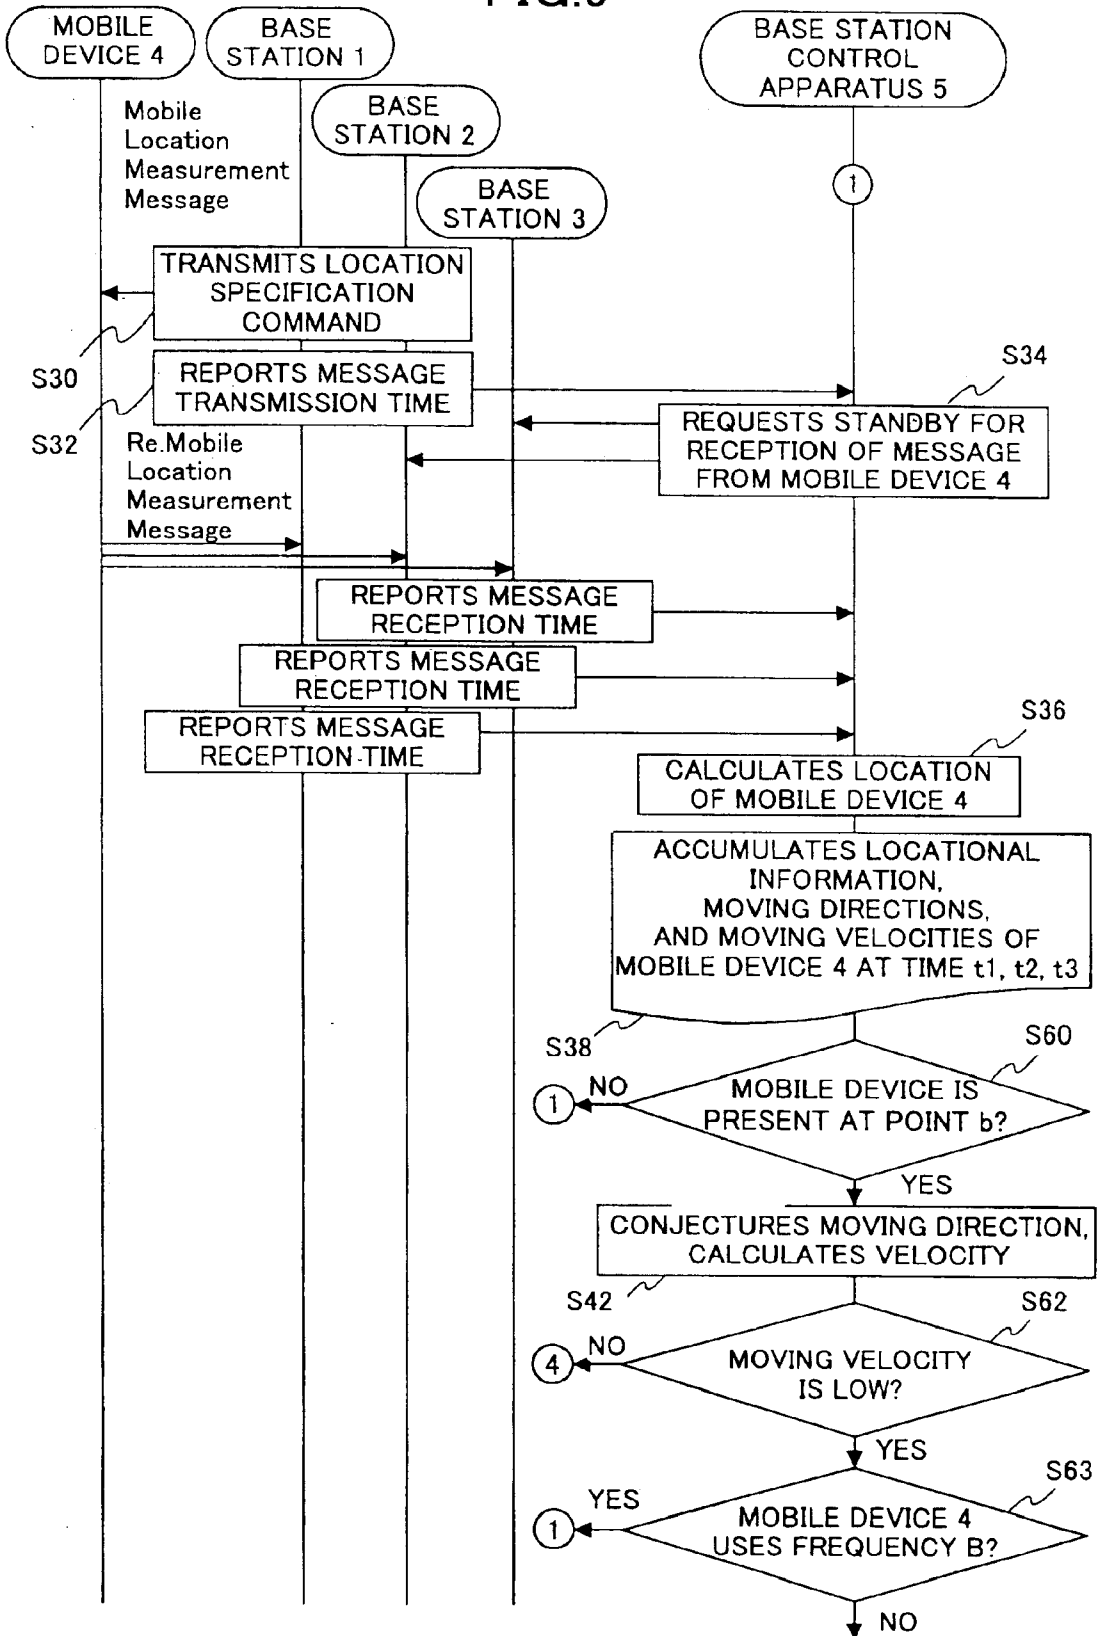 MOBILE
DEVICE 4
BASE
STATION 1
BASE STATION
CONTROL
APPARATUS 5
BASE
STATION 2
BASE
STATION 3
Mobile
Location
Measurement
Message
1
TRANSMITS LOCATION
SPECIFICATION
COMMAND
S30
REPORTS MESSAGE
TRANSMISSION TIME
S32
S34
REQUESTS STANDBY FOR
RECEPTION OF MESSAGE
FROM MOBILE DEVICE 4
Re.Mobile
Location
Measurement
Message
REPORTS MESSAGE
RECEPTION TIME
REPORTS MESSAGE
RECEPTION TIME
REPORTS MESSAGE
RECEPTION TIME
S36
CALCULATES LOCATION
OF MOBILE DEVICE 4
ACCUMULATES LOCATIONAL
INFORMATION,
MOVING DIRECTIONS,
AND MOVING VELOCITIES OF
MOBILE DEVICE 4 AT TIME t1, t2, t3
S38
S60
MOBILE DEVICE IS
PRESENT AT POINT b?
NO
1
YES
CONJECTURES MOVING DIRECTION,
CALCULATES VELOCITY
S42
S62
MOVING VELOCITY
IS LOW?
NO
4
YES
S63
MOBILE DEVICE 4
USES FREQUENCY B?
YES
1
NO